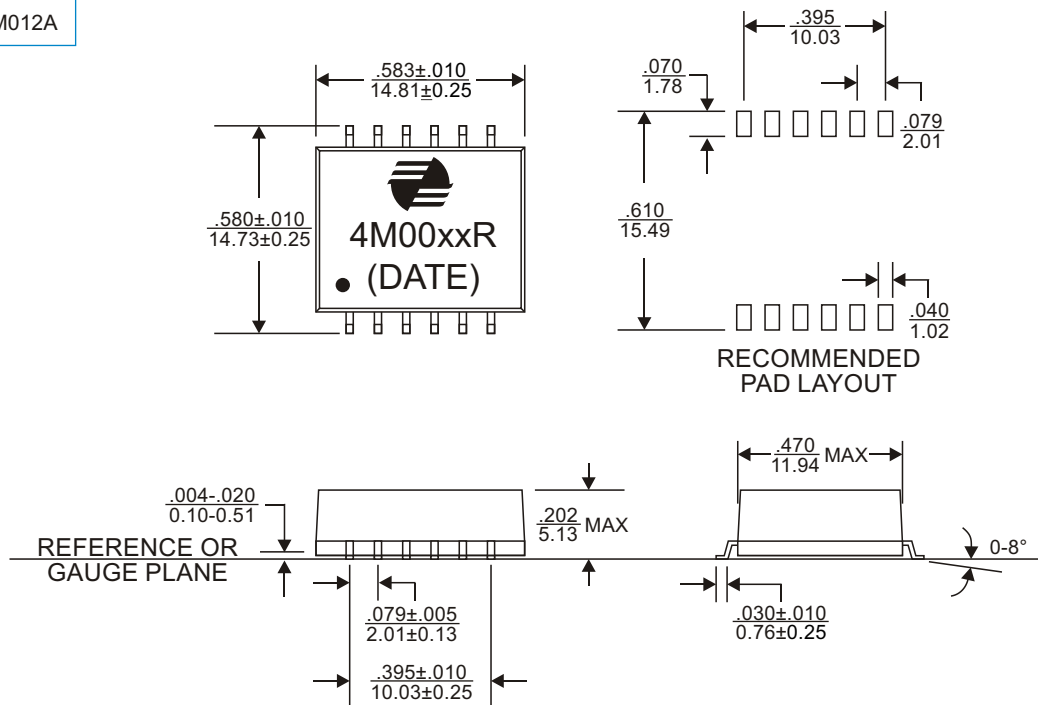 M012A
.583±.010
14.81±0.25
.580±.010
14.73±0.25
4M00xxR
(DATE)
.395
10.03
.070
1.78
.079
2.01
.610
15.49
.040
1.02
RECOMMENDED
PAD LAYOUT
.004-.020
0.10-0.51
REFERENCE OR
GAUGE PLANE
.202
5.13 MAX
.079±.005
2.01±0.13
.395±.010
10.03±0.25
.470
11.94 MAX
0-8°
.030±.010
0.76±0.25